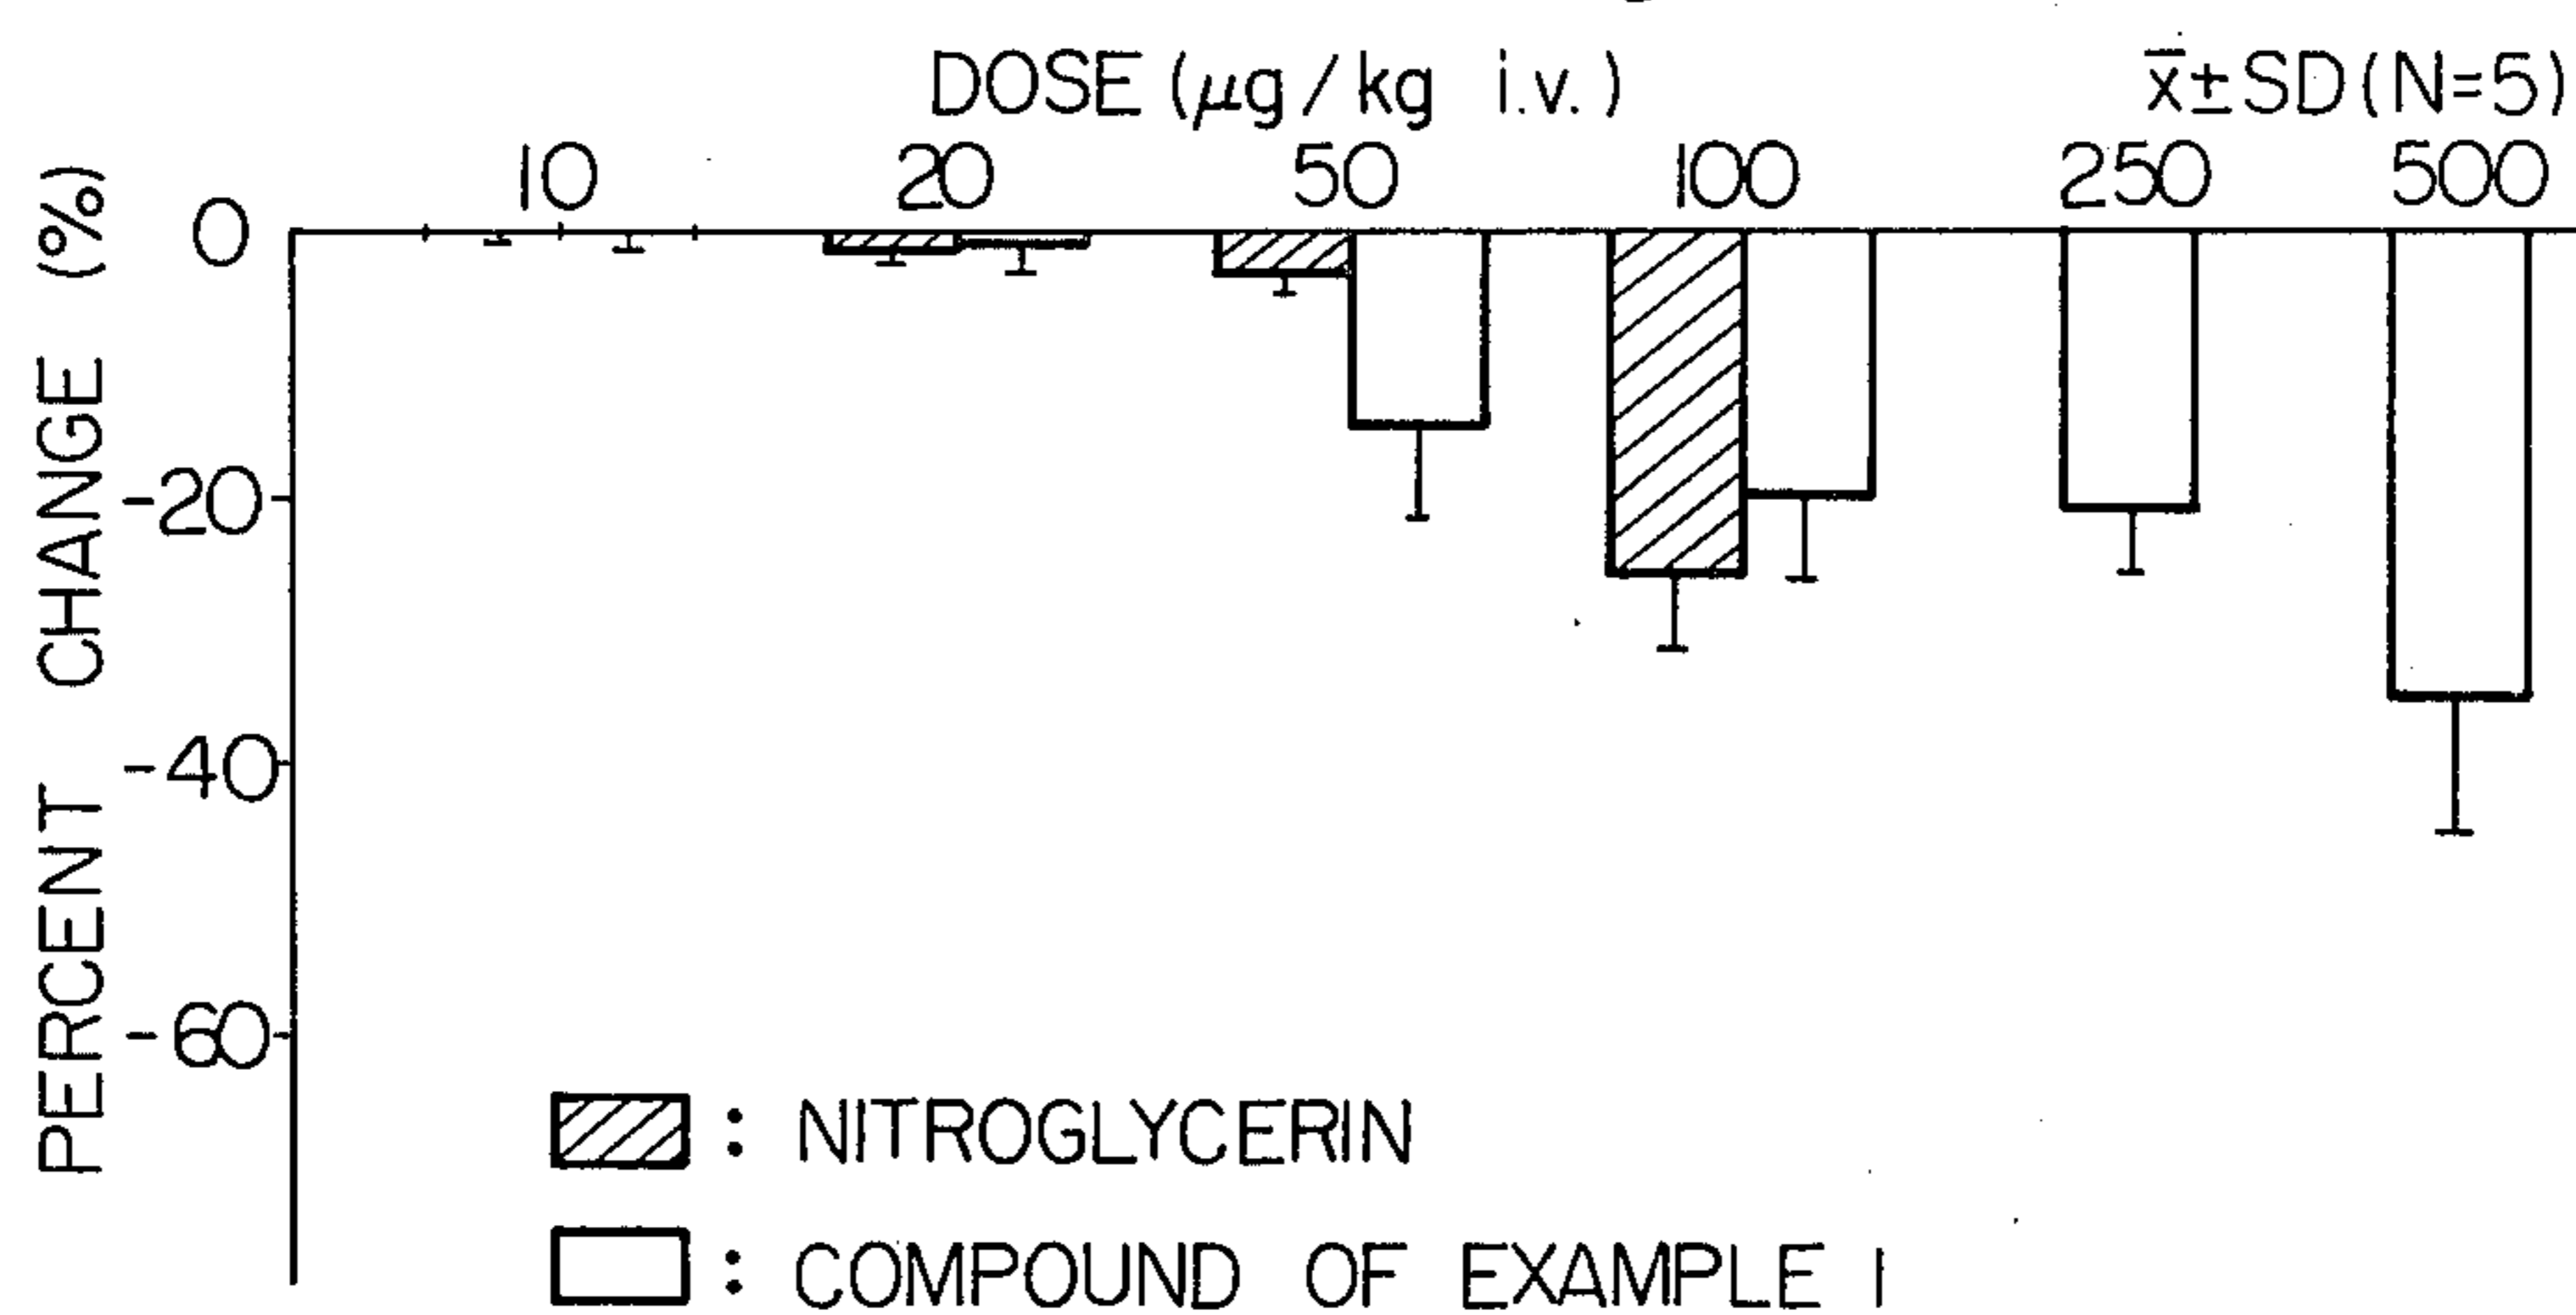 DOSE (μg/kg i.v.) x̄±SD(N=5)
10 20 50 100 250 500
PERCENT CHANGE (%)
0
-20
-40
-60
: NITROGLYCERIN
: COMPOUND OF EXAMPLE 1